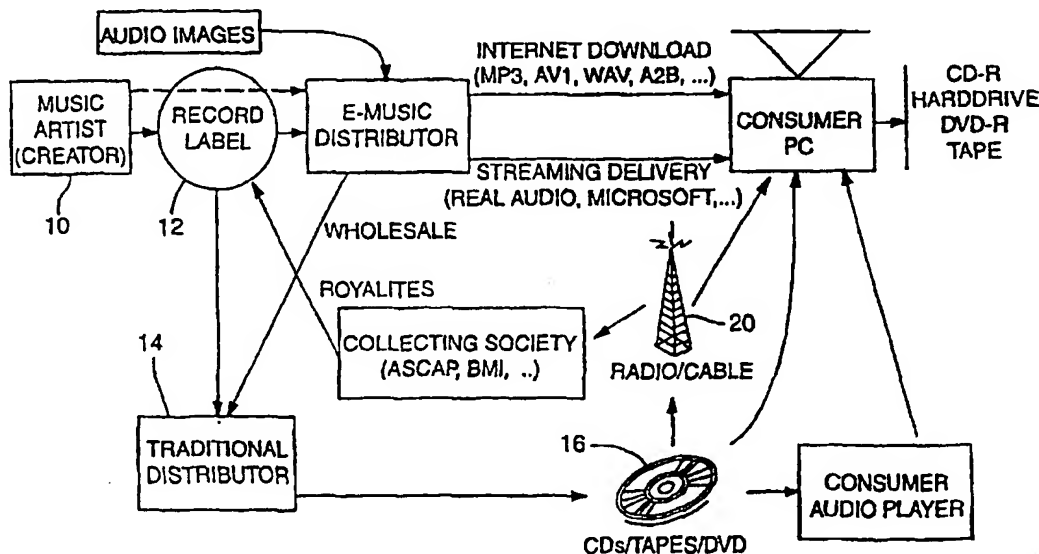 AUDIO IMAGES
MUSIC
ARTIST
(CREATOR)
10
RECORD
LABEL
12
E-MUSIC
DISTRIBUTOR
INTERNET DOWNLOAD
(MP3, AV1, WAV, A2B, ...)
STREAMING DELIVERY
(REAL AUDIO, MICROSOFT,...)
CONSUMER
PC
CD-R
HARDDRIVE
DVD-R
TAPE
WHOLESALE
ROYALITES
COLLECTING SOCIETY
(ASCAP, BMI, ..)
20
RADIO/CABLE
14
TRADITIONAL
DISTRIBUTOR
16
CDs/TAPES/DVD
CONSUMER
AUDIO PLAYER